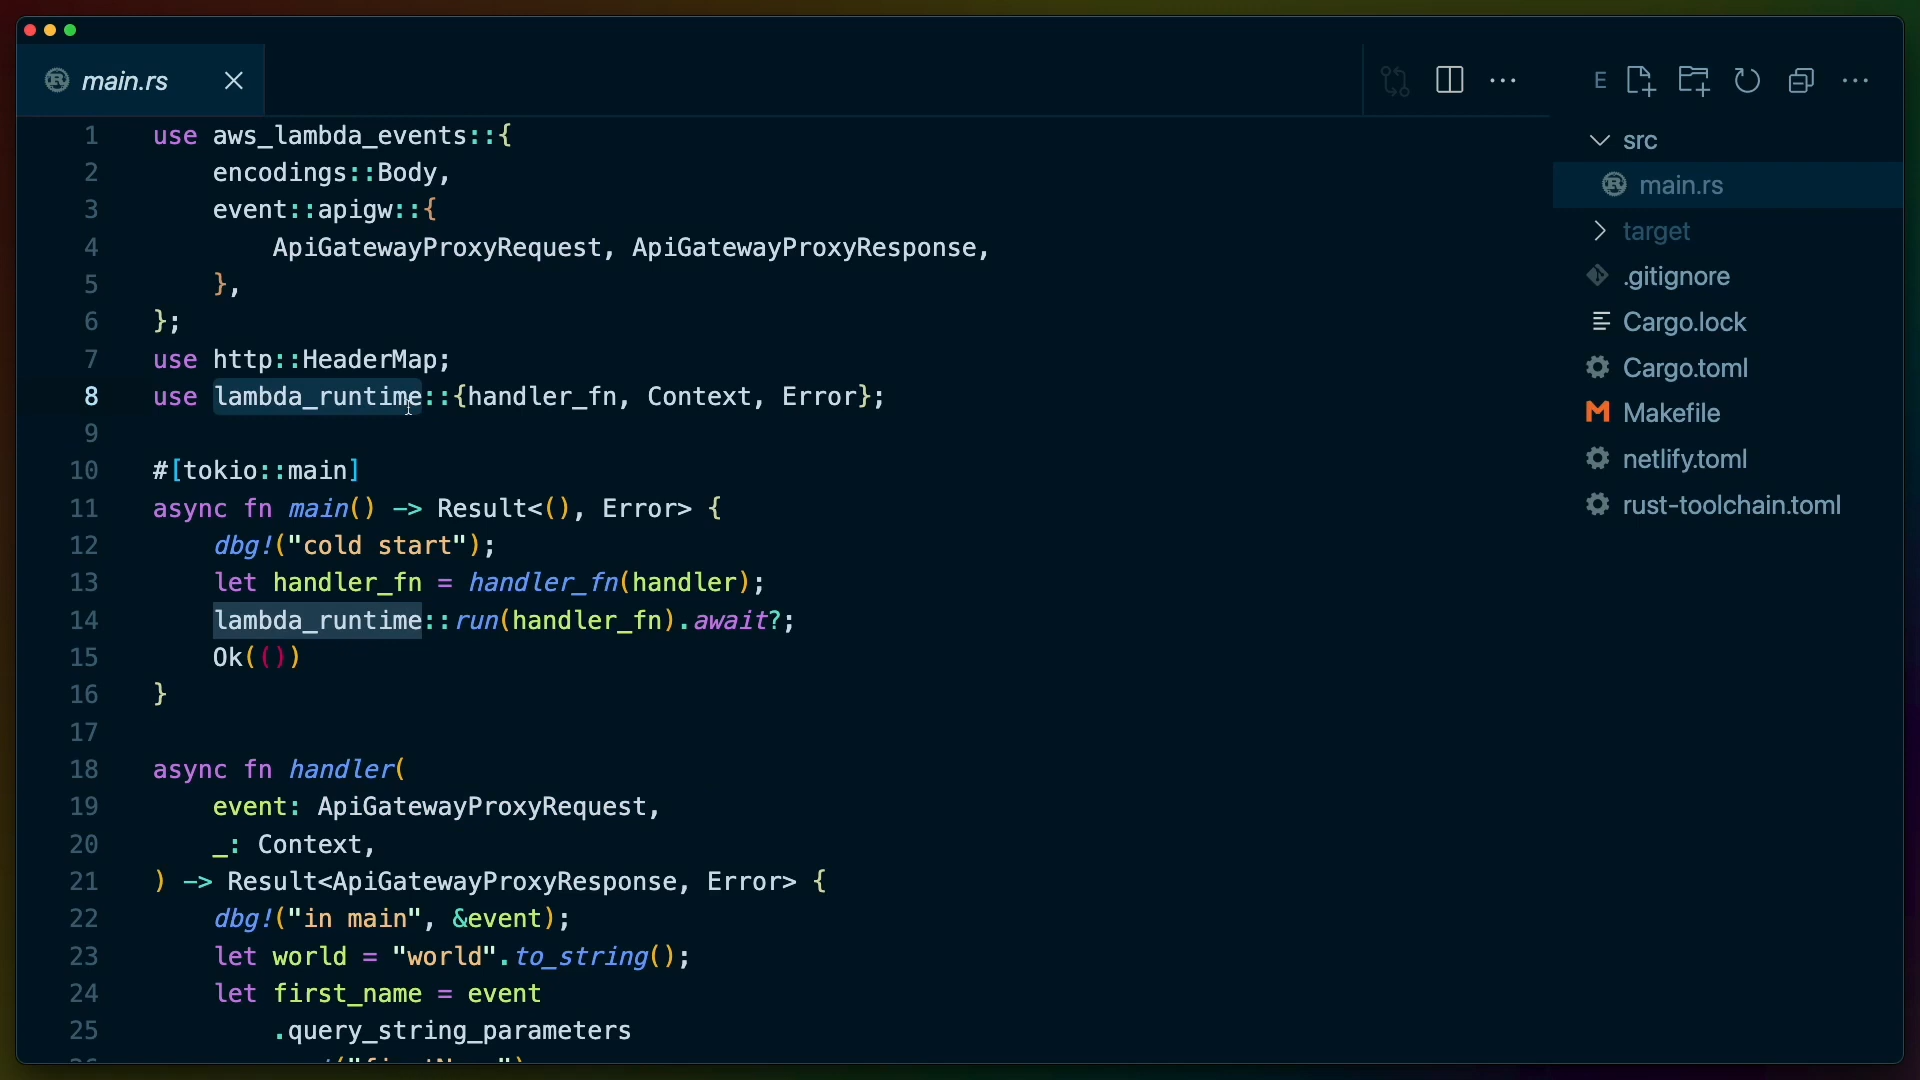 main.rs
E
1 use aws_lambda_events::{
2 encodings::Body,
3 event::apigw::{
4 ApiGatewayProxyRequest, ApiGatewayProxyResponse,
5 },
6 };
7 use http::HeaderMap;
8 use lambda_runtime::{handler_fn, Context, Error};
9
10 #[tokio::main]
11 async fn main() -> Result<(), Error> {
12 dbg!("cold start");
13 let handler_fn = handler_fn(handler);
14 lambda_runtime::run(handler_fn).await?;
15 Ok(())
16 }
17
18 async fn handler(
19 event: ApiGatewayProxyRequest,
20 _: Context,
21 ) -> Result<ApiGatewayProxyResponse, Error> {
22 dbg!("in main", &event);
23 let world = "world".to_string();
24 let first_name = event
25 .query_string_parameters
src
main.rs
target
.gitignore
Cargo.lock
Cargo.toml
Makefile
netlify.toml
rust-toolchain.toml